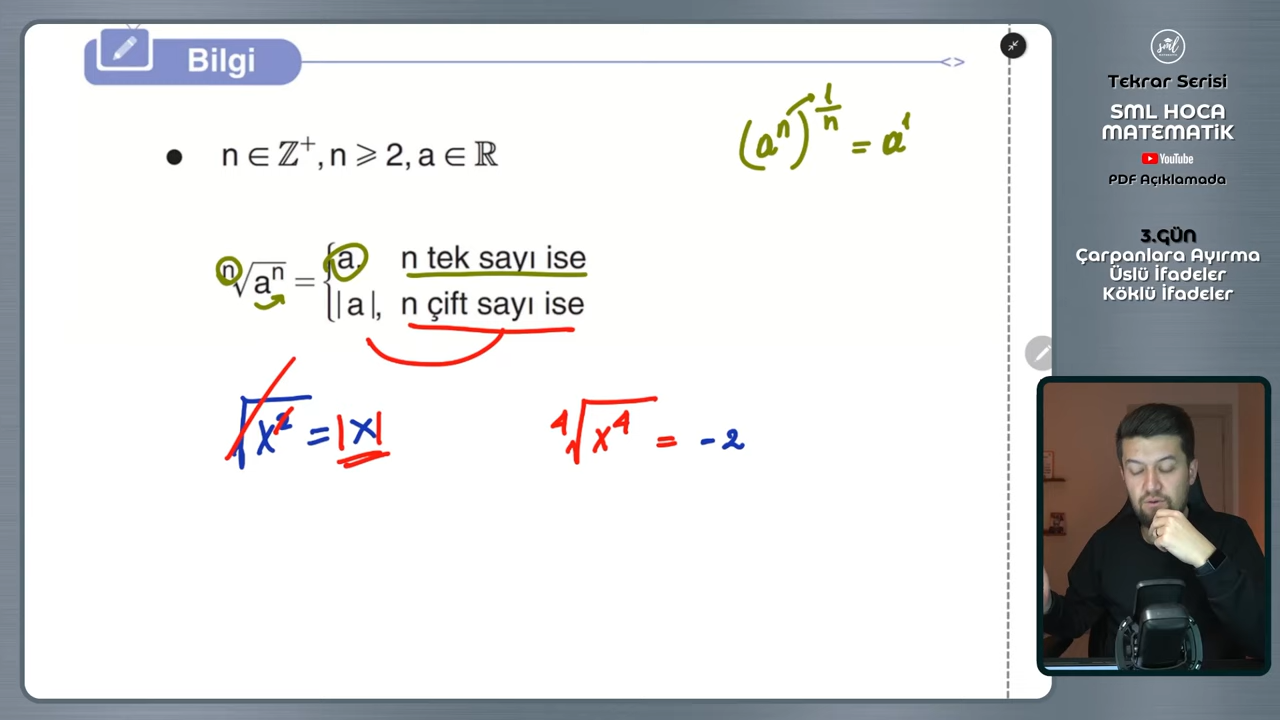 Bilgi
<>
● n ∈ ℤ⁺, n ⩾ 2, a ∈ ℝ
(aⁿ)^(1/n) = a¹
ⁿ√aⁿ = { a, n tek sayı ise
|a|, n çift sayı ise
√x² = |x|
⁴√x⁴ = -2
sml
Tekrar Serisi
SML HOCA
MATEMATİK
YouTube
PDF Açıklamada
3.GÜN
Çarpanlara Ayırma
Üslü İfadeler
Köklü İfadeler